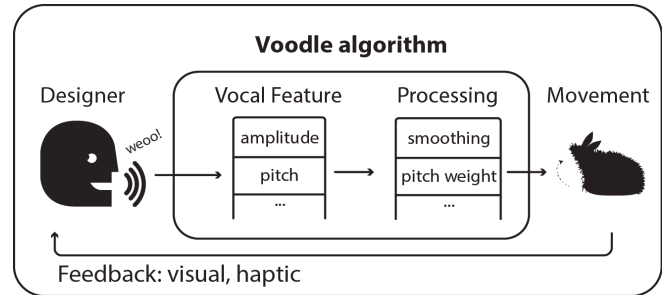 Voodle algorithm
Designer
Vocal Feature
Processing
Movement
weoo!
amplitude
pitch
...
smoothing
pitch weight
...
Feedback: visual, haptic